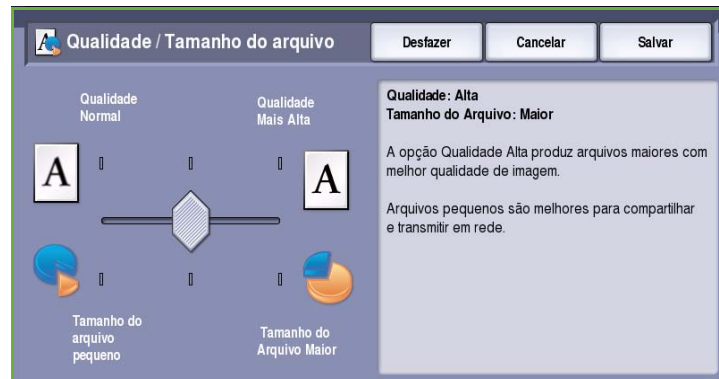 A Qualidade / Tamanho do arquivo
Desfazer
Cancelar
Salvar
Qualidade
Normal
Qualidade
Mais Alta
A
A
Tamanho do
arquivo
pequeno
Tamanho do
Arquivo Maior
Qualidade: Alta
Tamanho do Arquivo: Maior
A opção Qualidade Alta produz arquivos maiores com
melhor qualidade de imagem.
Arquivos pequenos são melhores para compartilhar
e transmitir em rede.